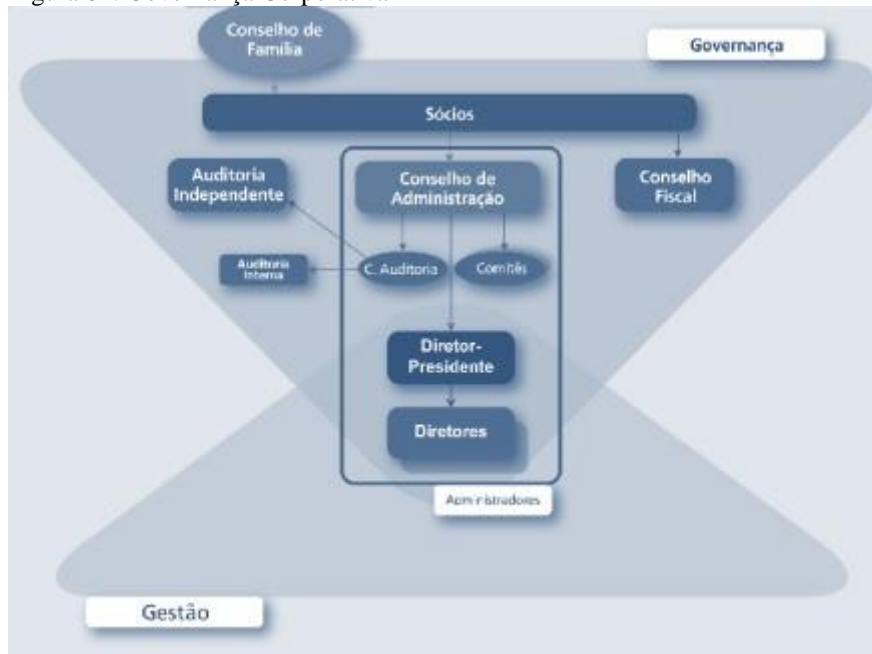 Conselho de
Família
Governança
Sócios
Auditoria
Independente
Conselho de
Administração
Conselho
Fiscal
Auditoria
Interna
C. Auditoria
Comitês
Diretor-
Presidente
Diretores
Administradores
Gestão